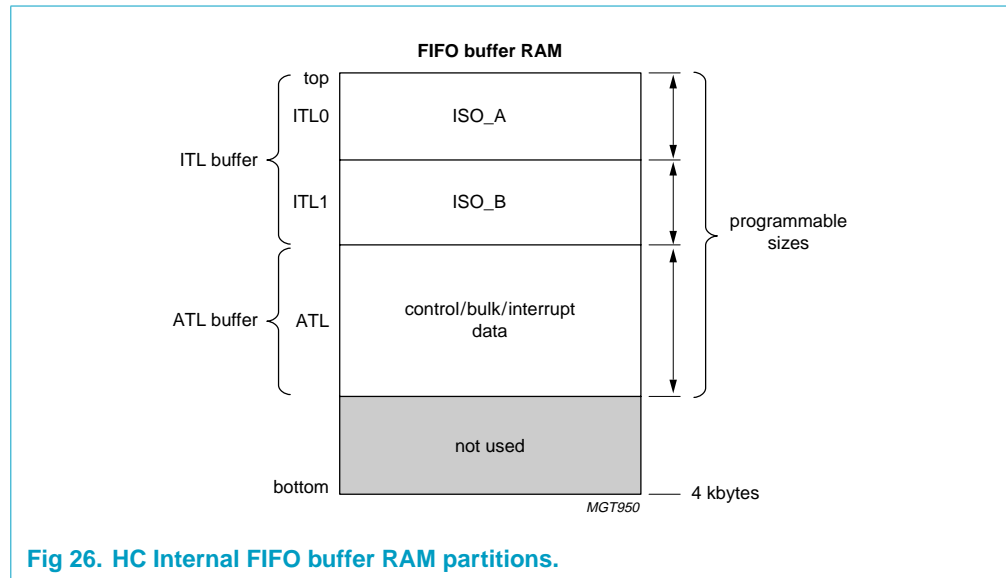 FIFO buffer RAM
top
ITL0
ISO_A
ITL buffer
ITL1
ISO_B
programmable
sizes
ATL buffer
ATL
control/bulk/interrupt
data
not used
bottom
4 kbytes
MGT950
Fig 26. HC Internal FIFO buffer RAM partitions.